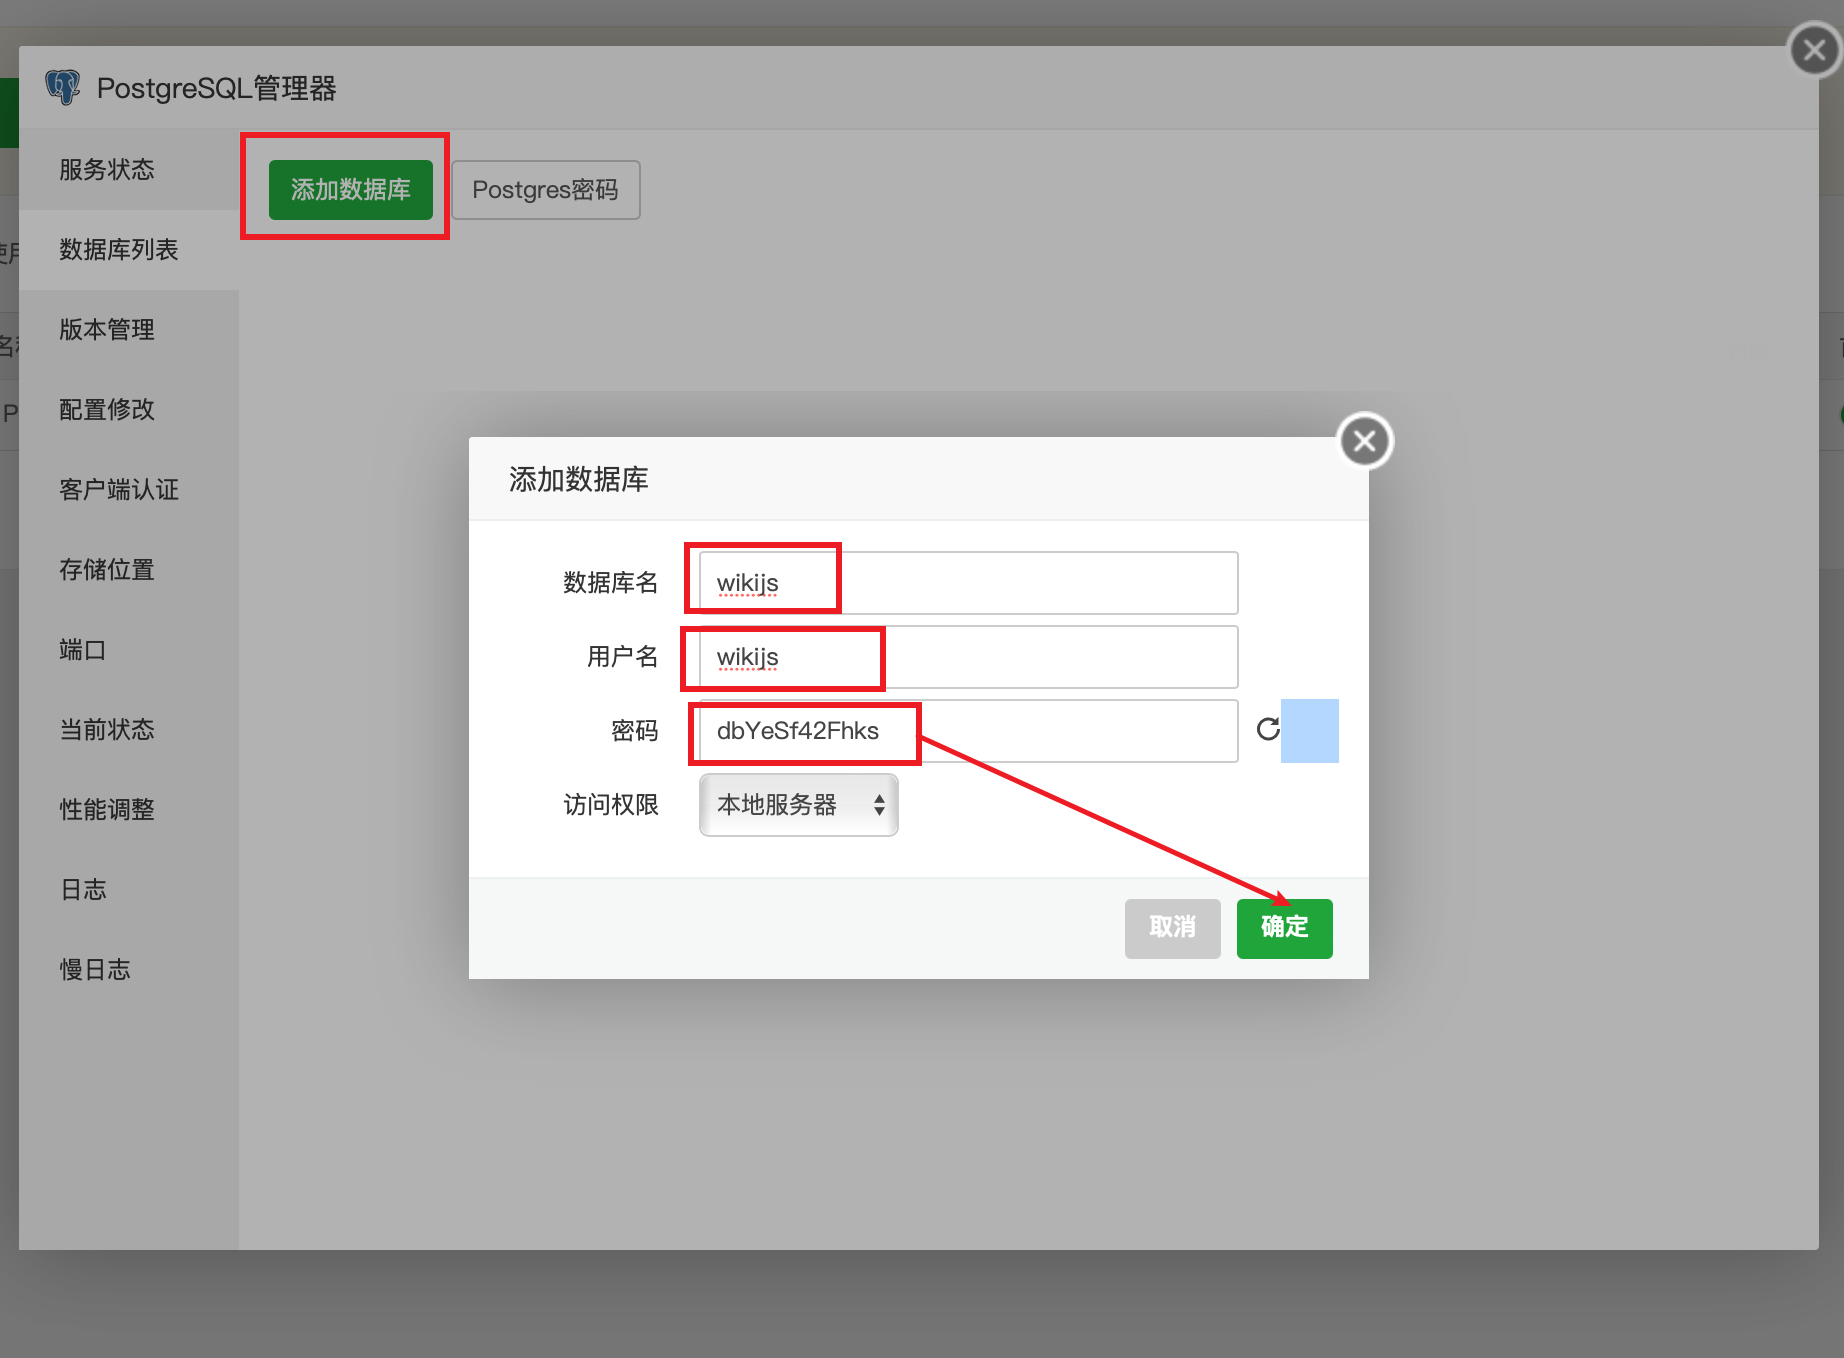 PostgreSQL管理器
服务状态
数据库列表
版本管理
配置修改
客户端认证
存储位置
端口
当前状态
性能调整
日志
慢日志
添加数据库
Postgres密码
添加数据库
数据库名
wikijs
用户名
wikijs
密码
dbYeSf42Fhks
访问权限
本地服务器
取消
确定